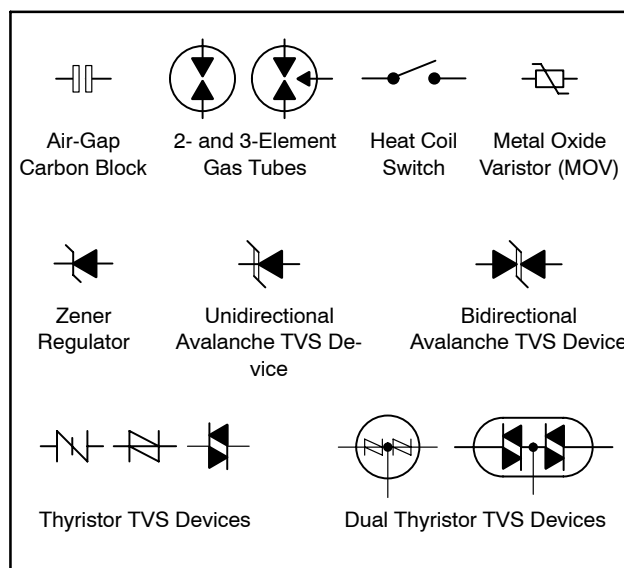 Air-Gap
Carbon Block
2- and 3-Element
Gas Tubes
Heat Coil
Switch
Metal Oxide
Varistor (MOV)
Zener
Regulator
Unidirectional
Avalanche TVS De-
vice
Bidirectional
Avalanche TVS Device
Thyristor TVS Devices
Dual Thyristor TVS Devices